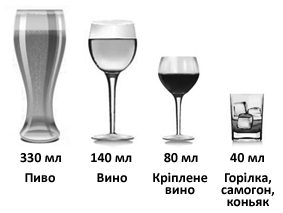 330 мл 140 мл 80 мл 40 мл
Пиво Вино Кріплене Горілка,
вино самогон,
коньяк